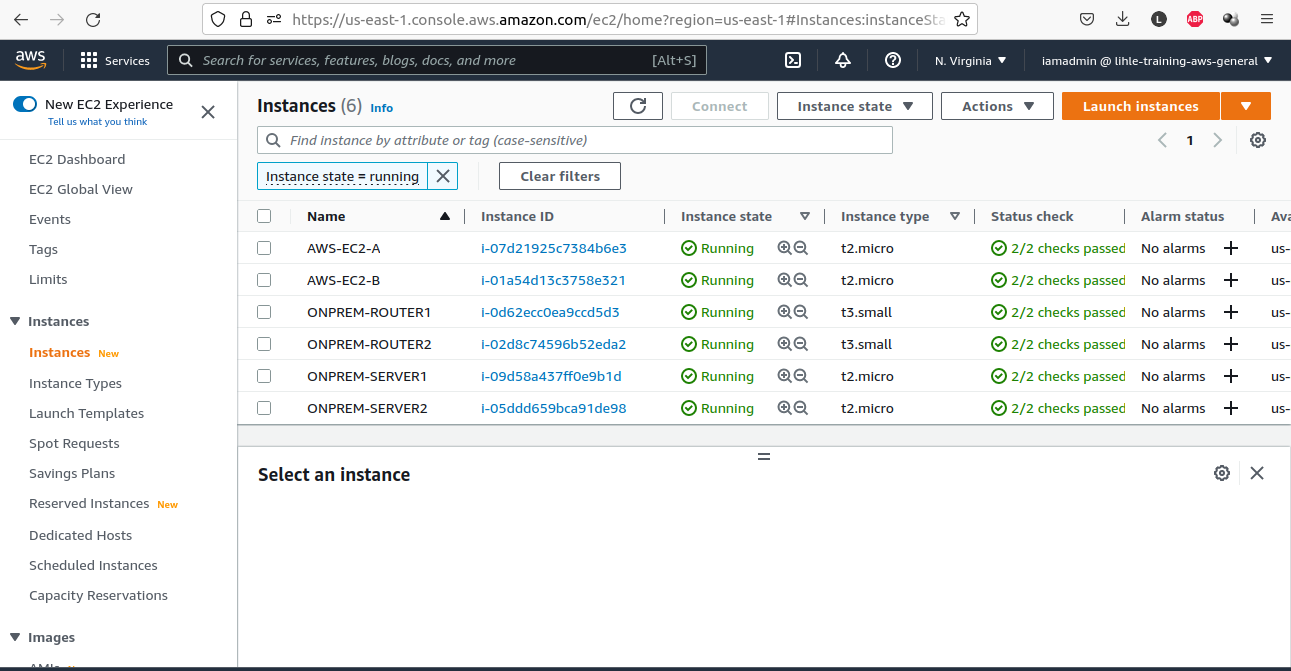 https://us-east-1.console.aws.amazon.com/ec2/home?region=us-east-1#Instances:instanceSta
L
ABP
aws
Services
Search for services, features, blogs, docs, and more
[Alt+S]
N. Virginia
iamadmin @ lihle-training-aws-general
New EC2 Experience
Tell us what you think
EC2 Dashboard
EC2 Global View
Events
Tags
Limits
Instances
Instances New
Instance Types
Launch Templates
Spot Requests
Savings Plans
Reserved Instances New
Dedicated Hosts
Scheduled Instances
Capacity Reservations
Images
Instances (6) Info
Connect
Instance state
Actions
Launch instances
Find instance by attribute or tag (case-sensitive)
1
Instance state = running
Clear filters
Name Instance ID Instance state Instance type Status check Alarm status Ava
AWS-EC2-A i-07d21925c7384b6e3 Running t2.micro 2/2 checks passed No alarms us-
AWS-EC2-B i-01a54d13c3758e321 Running t2.micro 2/2 checks passed No alarms us-
ONPREM-ROUTER1 i-0d62ecc0ea9ccd5d3 Running t3.small 2/2 checks passed No alarms us-
ONPREM-ROUTER2 i-02d8c74596b52eda2 Running t3.small 2/2 checks passed No alarms us-
ONPREM-SERVER1 i-09d58a437ff0e9b1d Running t2.micro 2/2 checks passed No alarms us-
ONPREM-SERVER2 i-05ddd659bca91de98 Running t2.micro 2/2 checks passed No alarms us-
Select an instance